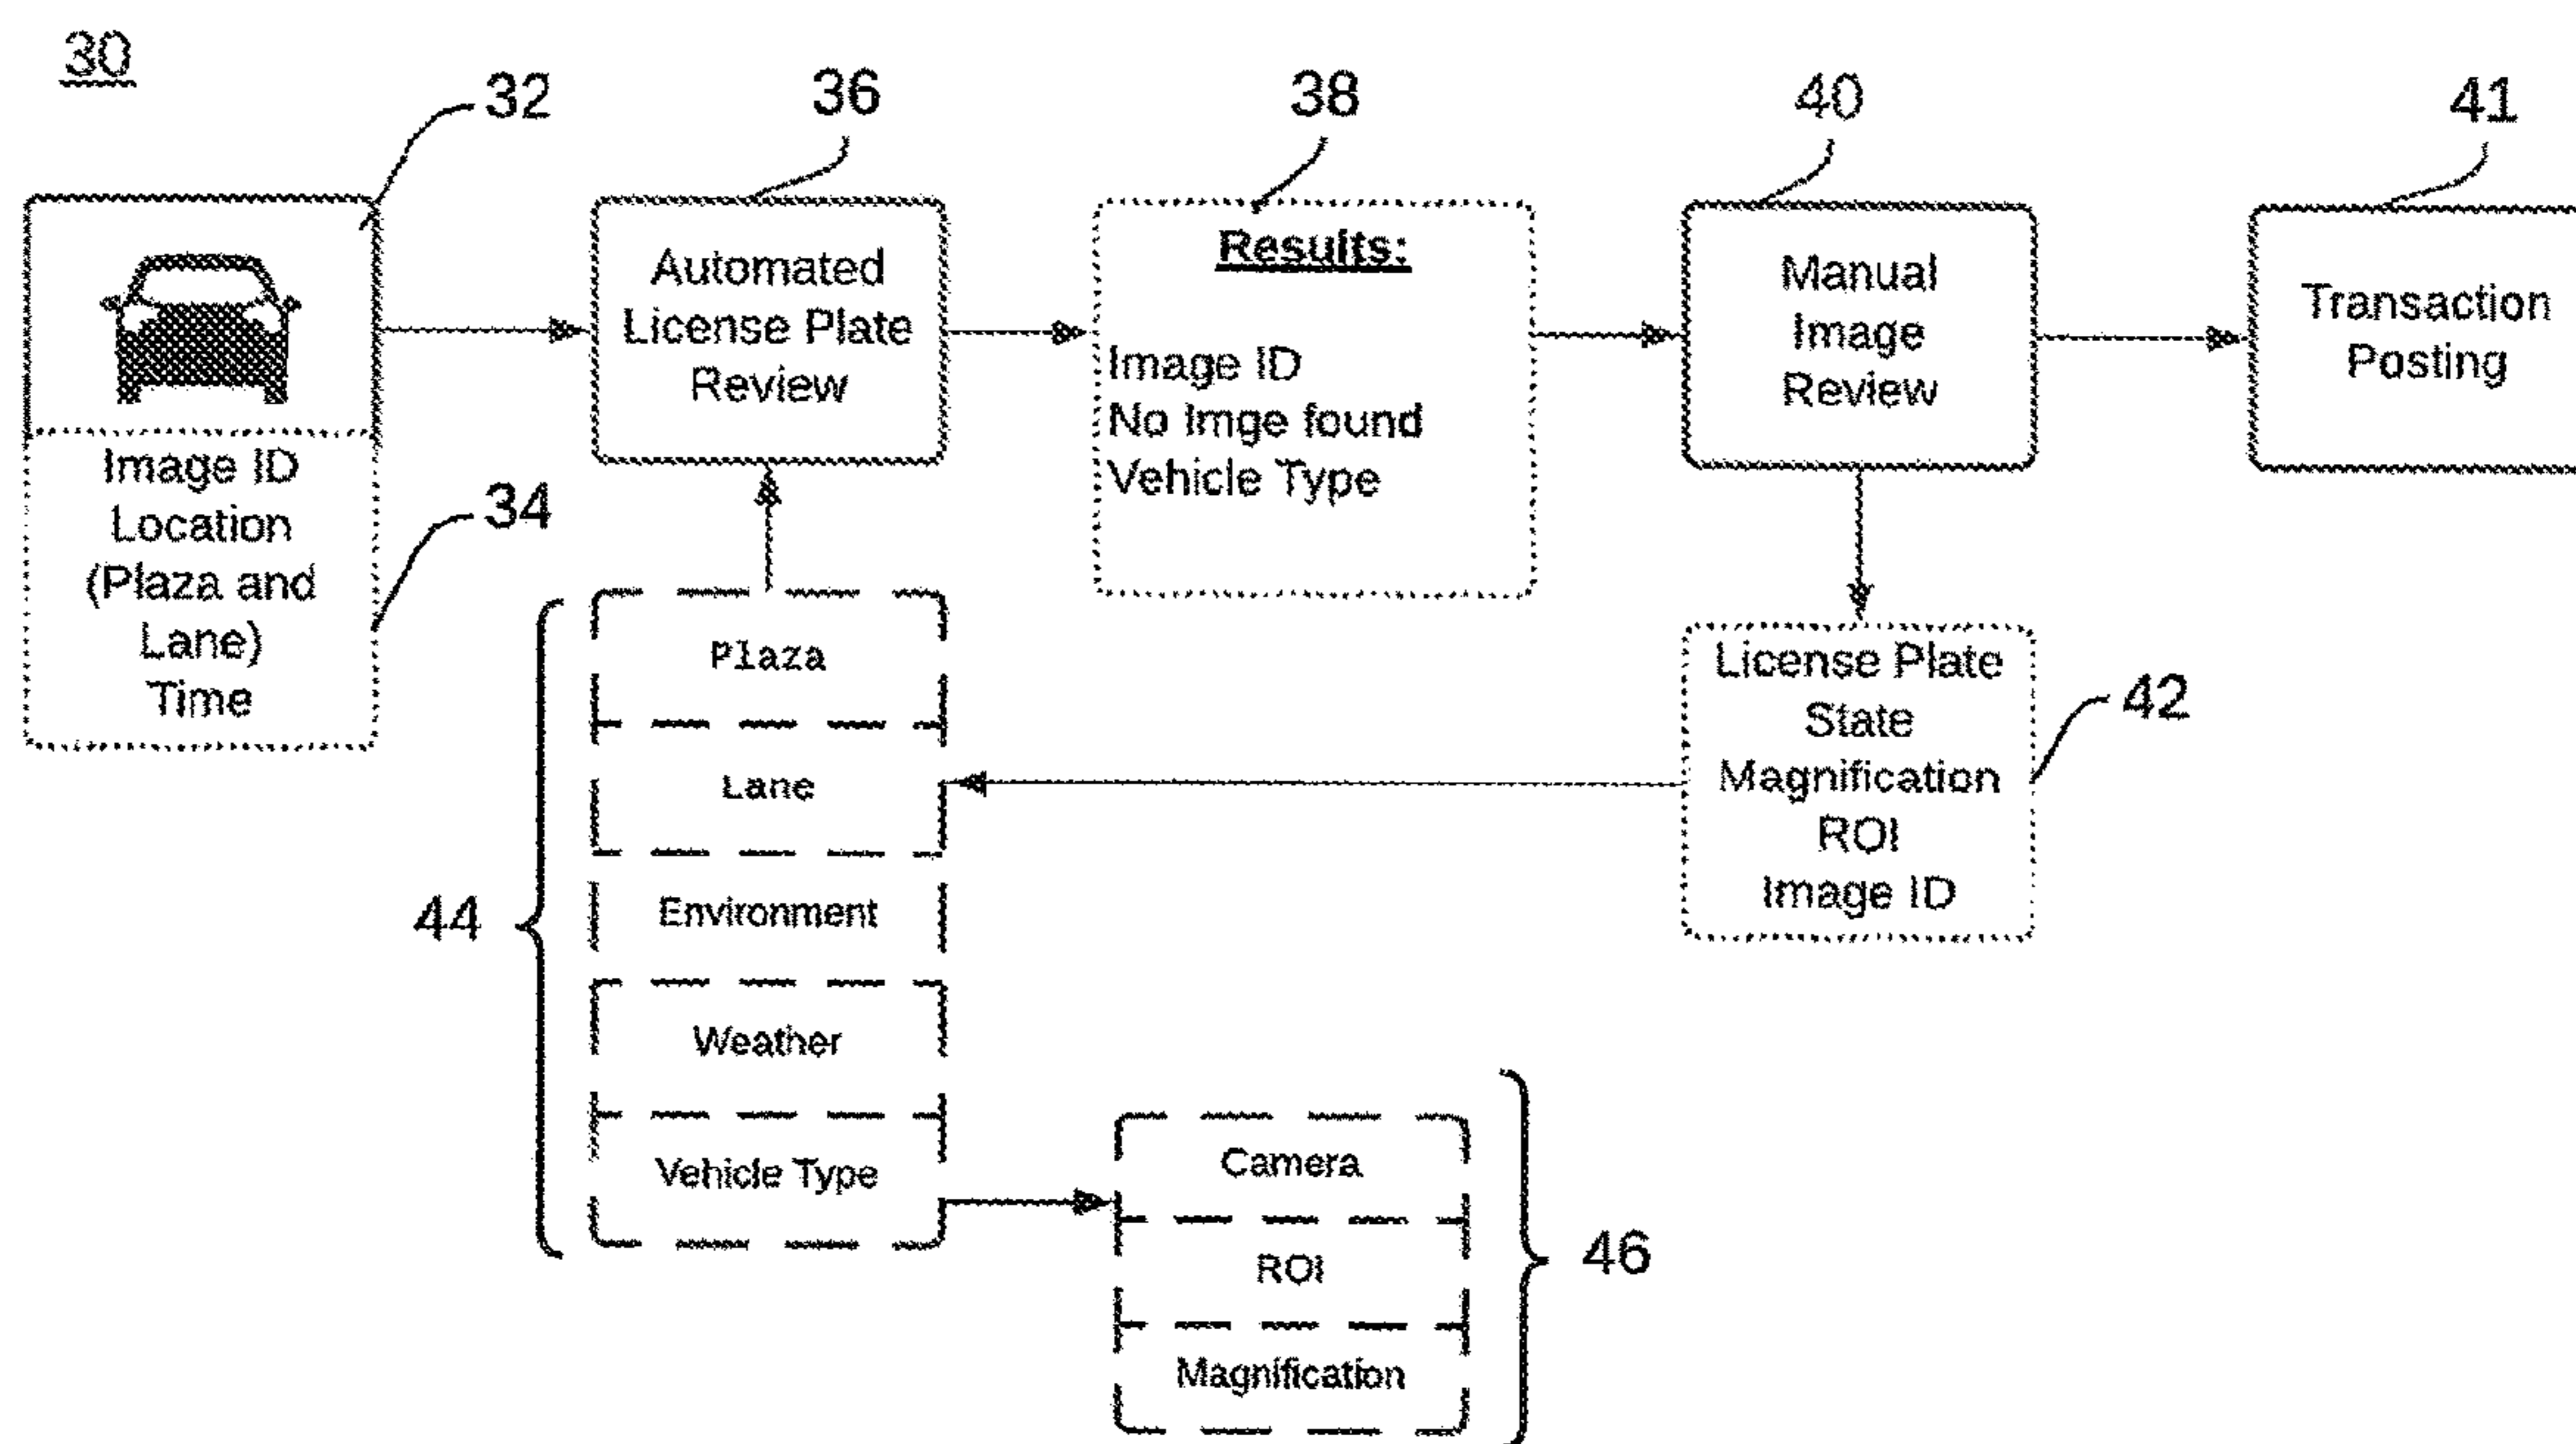 30
32
36
38
40
41
Automated
License Plate
Review
Results:
Image ID
No Imge found
Vehicle Type
Manual
Image
Review
Transaction
Posting
Image ID
Location
(Plaza and
Lane)
Time
34
Plaza
Lane
Environment
Weather
Vehicle Type
44
License Plate
State
Magnification
ROI
Image ID
42
Camera
ROI
Magnification
46